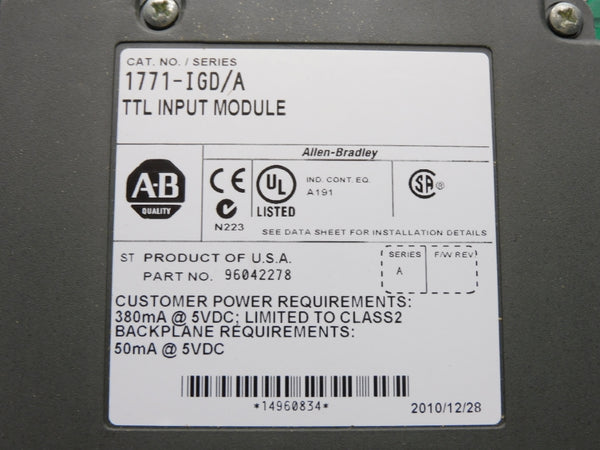 CAT. NO. / SERIES
1771-IGD/A
TTL INPUT MODULE
Allen-Bradley
A-B
QUALITY
CE
N223
UL
LISTED
IND. CONT. EQ.
A191
SA ®
SEE DATA SHEET FOR INSTALLATION DETAILS
ST PRODUCT OF U.S.A.
PART NO. 96042278
SERIES
A
F/W REV
CUSTOMER POWER REQUIREMENTS:
380mA @ 5VDC; LIMITED TO CLASS2
BACKPLANE REQUIREMENTS:
50mA @ 5VDC
*14960834*
2010/12/28